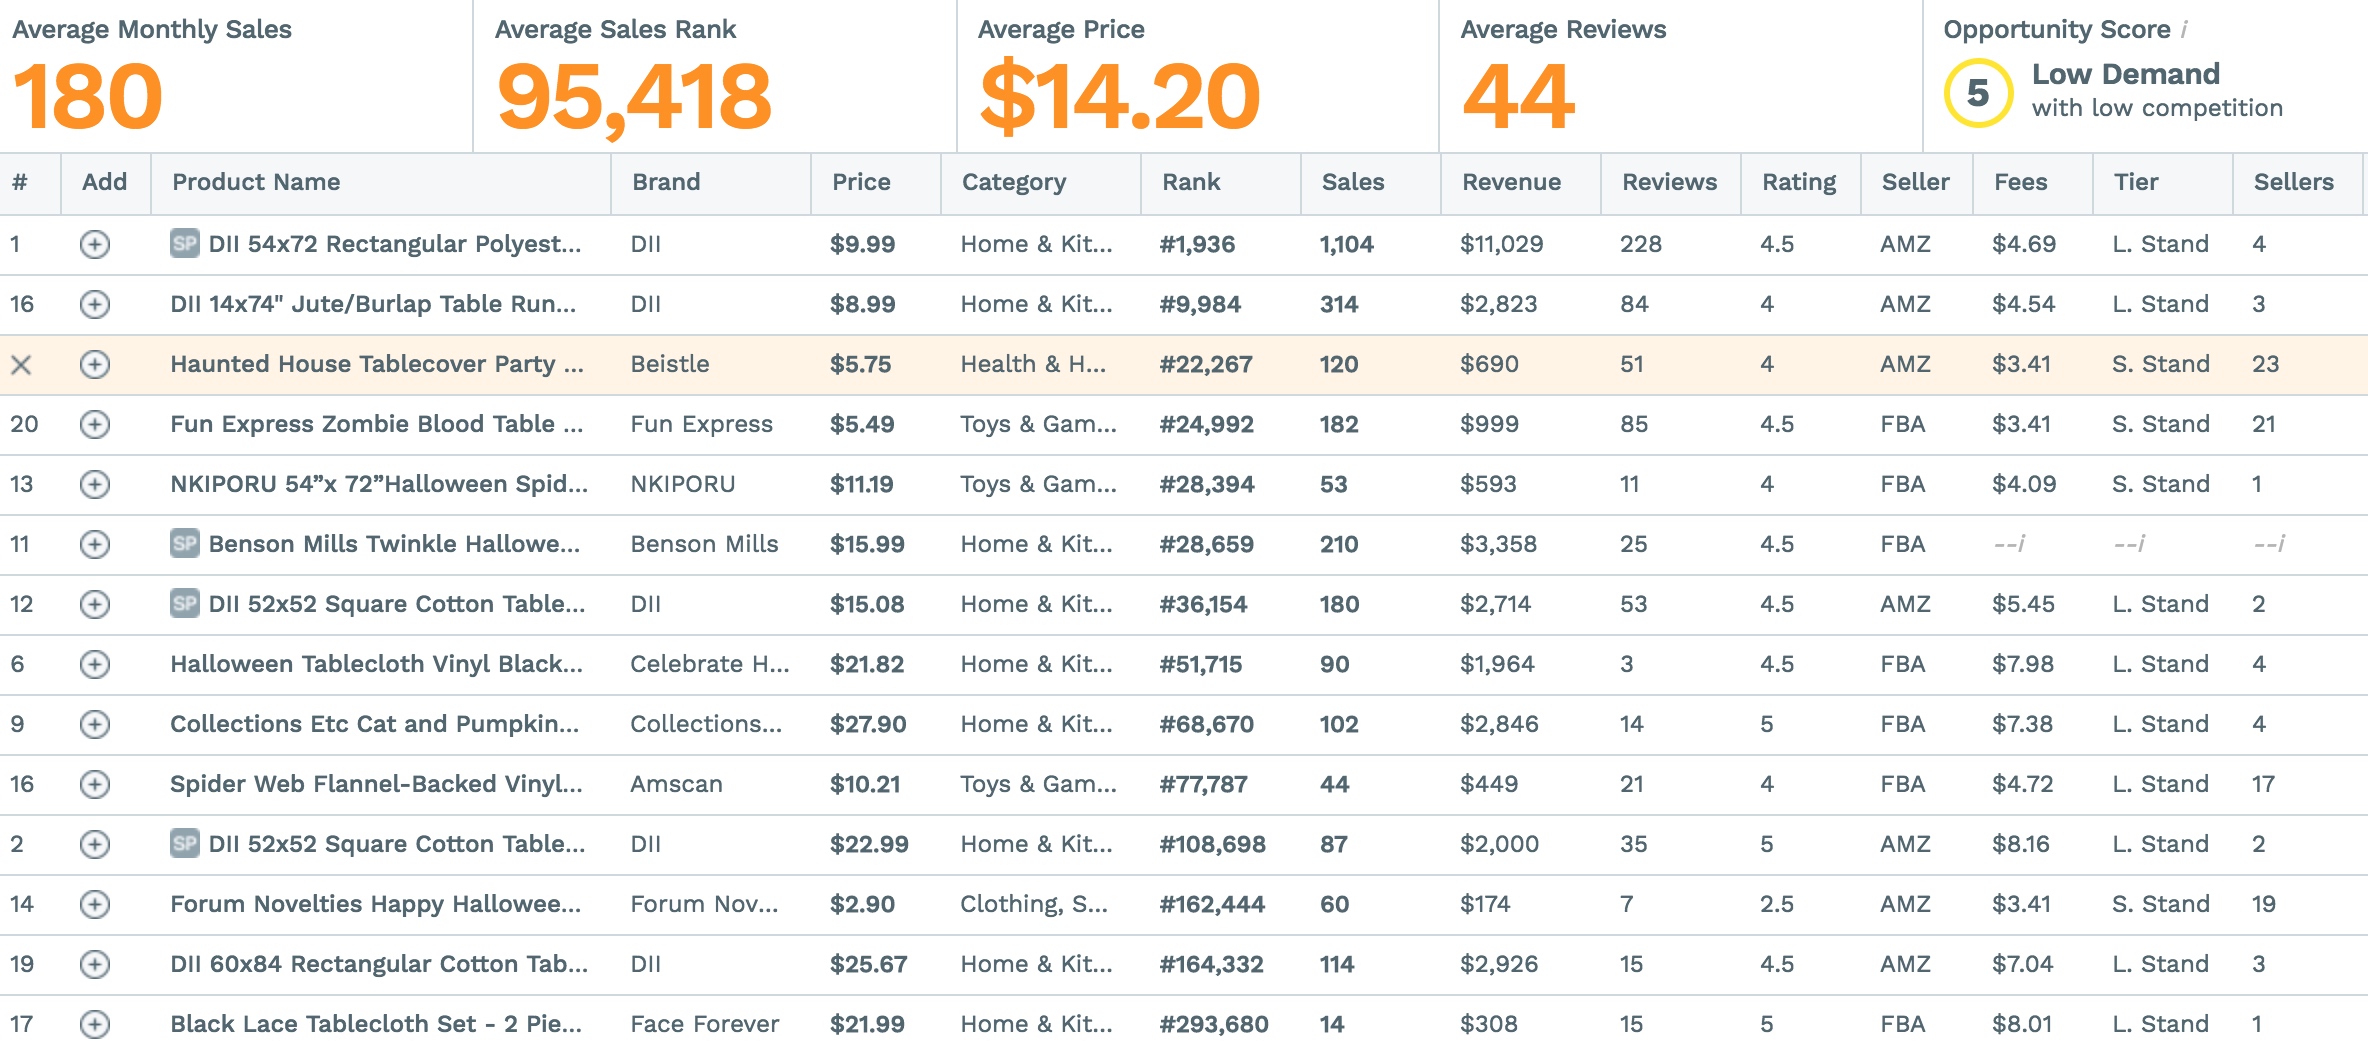 Average Monthly Sales Average Sales Rank Average Price Average Reviews Opportunity Score i
180 95,418 $14.20 44 5 Low Demand
with low competition
# Add Product Name Brand Price Category Rank Sales Revenue Reviews Rating Seller Fees Tier Sellers
1 SP DII 54x72 Rectangular Polyest... DII $9.99 Home & Kit... #1,936 1,104 $11,029 228 4.5 AMZ $4.69 L. Stand 4
16 DII 14x74" Jute/Burlap Table Run... DII $8.99 Home & Kit... #9,984 314 $2,823 84 4 AMZ $4.54 L. Stand 3
Haunted House Tablecover Party ... Beistle $5.75 Health & H... #22,267 120 $690 51 4 AMZ $3.41 S. Stand 23
20 Fun Express Zombie Blood Table ... Fun Express $5.49 Toys & Gam... #24,992 182 $999 85 4.5 FBA $3.41 S. Stand 21
13 NKIPORU 54”x 72”Halloween Spid... NKIPORU $11.19 Toys & Gam... #28,394 53 $593 11 4 FBA $4.09 S. Stand 1
11 SP Benson Mills Twinkle Hallowe... Benson Mills $15.99 Home & Kit... #28,659 210 $3,358 25 4.5 FBA --i --i --i
12 SP DII 52x52 Square Cotton Table... DII $15.08 Home & Kit... #36,154 180 $2,714 53 4.5 AMZ $5.45 L. Stand 2
6 Halloween Tablecloth Vinyl Black... Celebrate H... $21.82 Home & Kit... #51,715 90 $1,964 3 4.5 FBA $7.98 L. Stand 4
9 Collections Etc Cat and Pumpkin... Collections... $27.90 Home & Kit... #68,670 102 $2,846 14 5 FBA $7.38 L. Stand 4
16 Spider Web Flannel-Backed Vinyl... Amscan $10.21 Toys & Gam... #77,787 44 $449 21 4 FBA $4.72 L. Stand 17
2 SP DII 52x52 Square Cotton Table... DII $22.99 Home & Kit... #108,698 87 $2,000 35 5 AMZ $8.16 L. Stand 2
14 Forum Novelties Happy Hallowee... Forum Nov... $2.90 Clothing, S... #162,444 60 $174 7 2.5 AMZ $3.41 S. Stand 19
19 DII 60x84 Rectangular Cotton Tab... DII $25.67 Home & Kit... #164,332 114 $2,926 15 4.5 AMZ $7.04 L. Stand 3
17 Black Lace Tablecloth Set - 2 Pie... Face Forever $21.99 Home & Kit... #293,680 14 $308 15 5 FBA $8.01 L. Stand 1